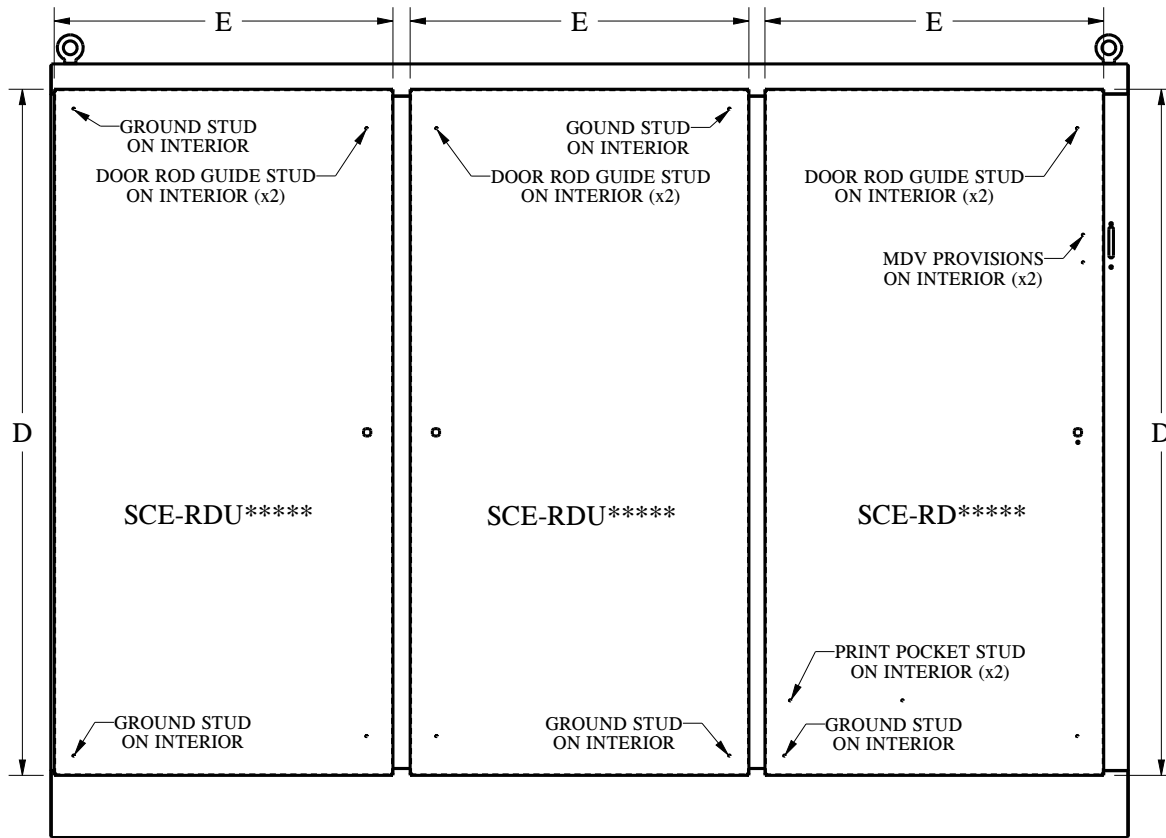 E
E
E
GROUND STUD
ON INTERIOR
DOOR ROD GUIDE STUD
ON INTERIOR (x2)
GOUND STUD
ON INTERIOR
DOOR ROD GUIDE STUD
ON INTERIOR (x2)
DOOR ROD GUIDE STUD
ON INTERIOR (x2)
MDV PROVISIONS
ON INTERIOR (x2)
D
D
SCE-RDU*****
SCE-RDU*****
SCE-RD*****
PRINT POCKET STUD
ON INTERIOR (x2)
GROUND STUD
ON INTERIOR
GROUND STUD
ON INTERIOR
GROUND STUD
ON INTERIOR